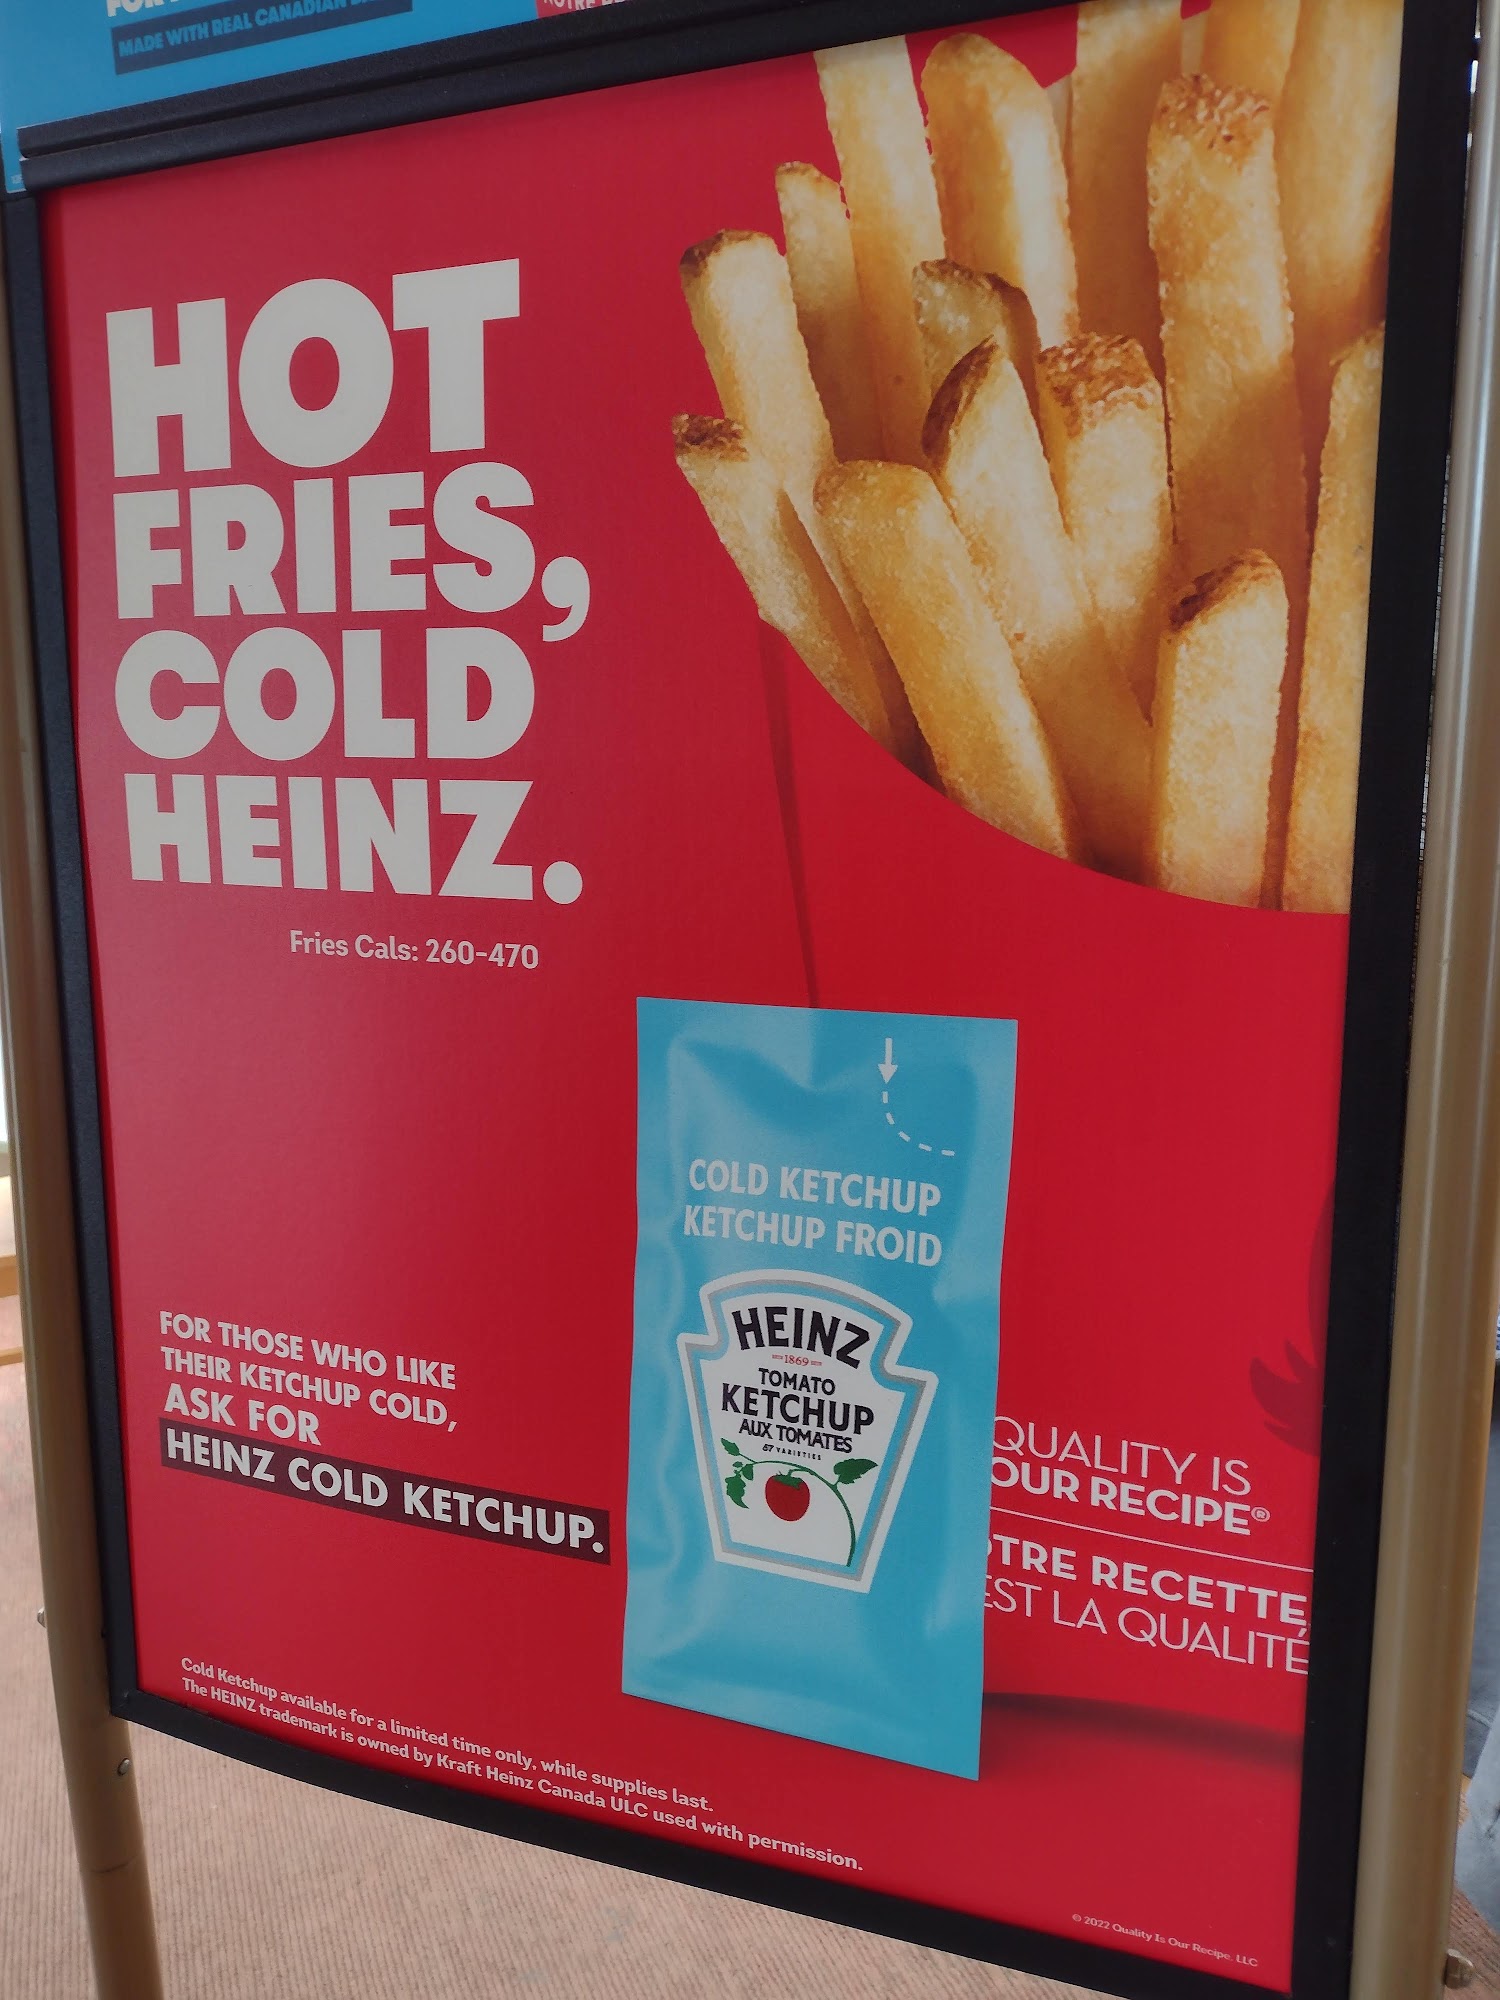 MADE WITH REAL CANADIAN
HOT
FRIES,
COLD
HEINZ.
Fries Cals: 260-470
COLD KETCHUP
KETCHUP FROID
HEINZ
1869
TOMATO
KETCHUP
AUX TOMATES
57 VARIETIES
FOR THOSE WHO LIKE
THEIR KETCHUP COLD,
ASK FOR
HEINZ COLD KETCHUP.
QUALITY IS
OUR RECIPE®
OTRE RECETTE,
EST LA QUALITÉ
Cold Ketchup available for a limited time only, while supplies last.
The HEINZ trademark is owned by Kraft Heinz Canada ULC used with permission.
© 2022 Quality Is Our Recipe, LLC